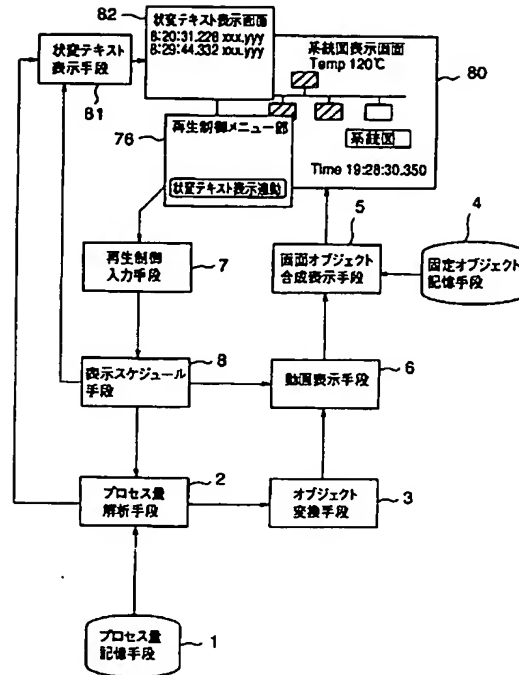 82
状変テキスト表示画面
8:20:31.228 xxx.yyy
8:29:44.332 xxx.yyy
状変テキスト
表示手段
81
系統図表示画面
Temp 120℃
80
系統図
Time 19:28:30.350
76
再生制御メニュー部
状変テキスト表示連動
再生制御
入力手段
7
5
画面オブジェクト
合成表示手段
4
固定オブジェクト
記憶手段
8
表示スケジュール
手段
6
動画表示手段
2
プロセス量
解析手段
3
オブジェクト
変換手段
プロセス量
記憶手段
1